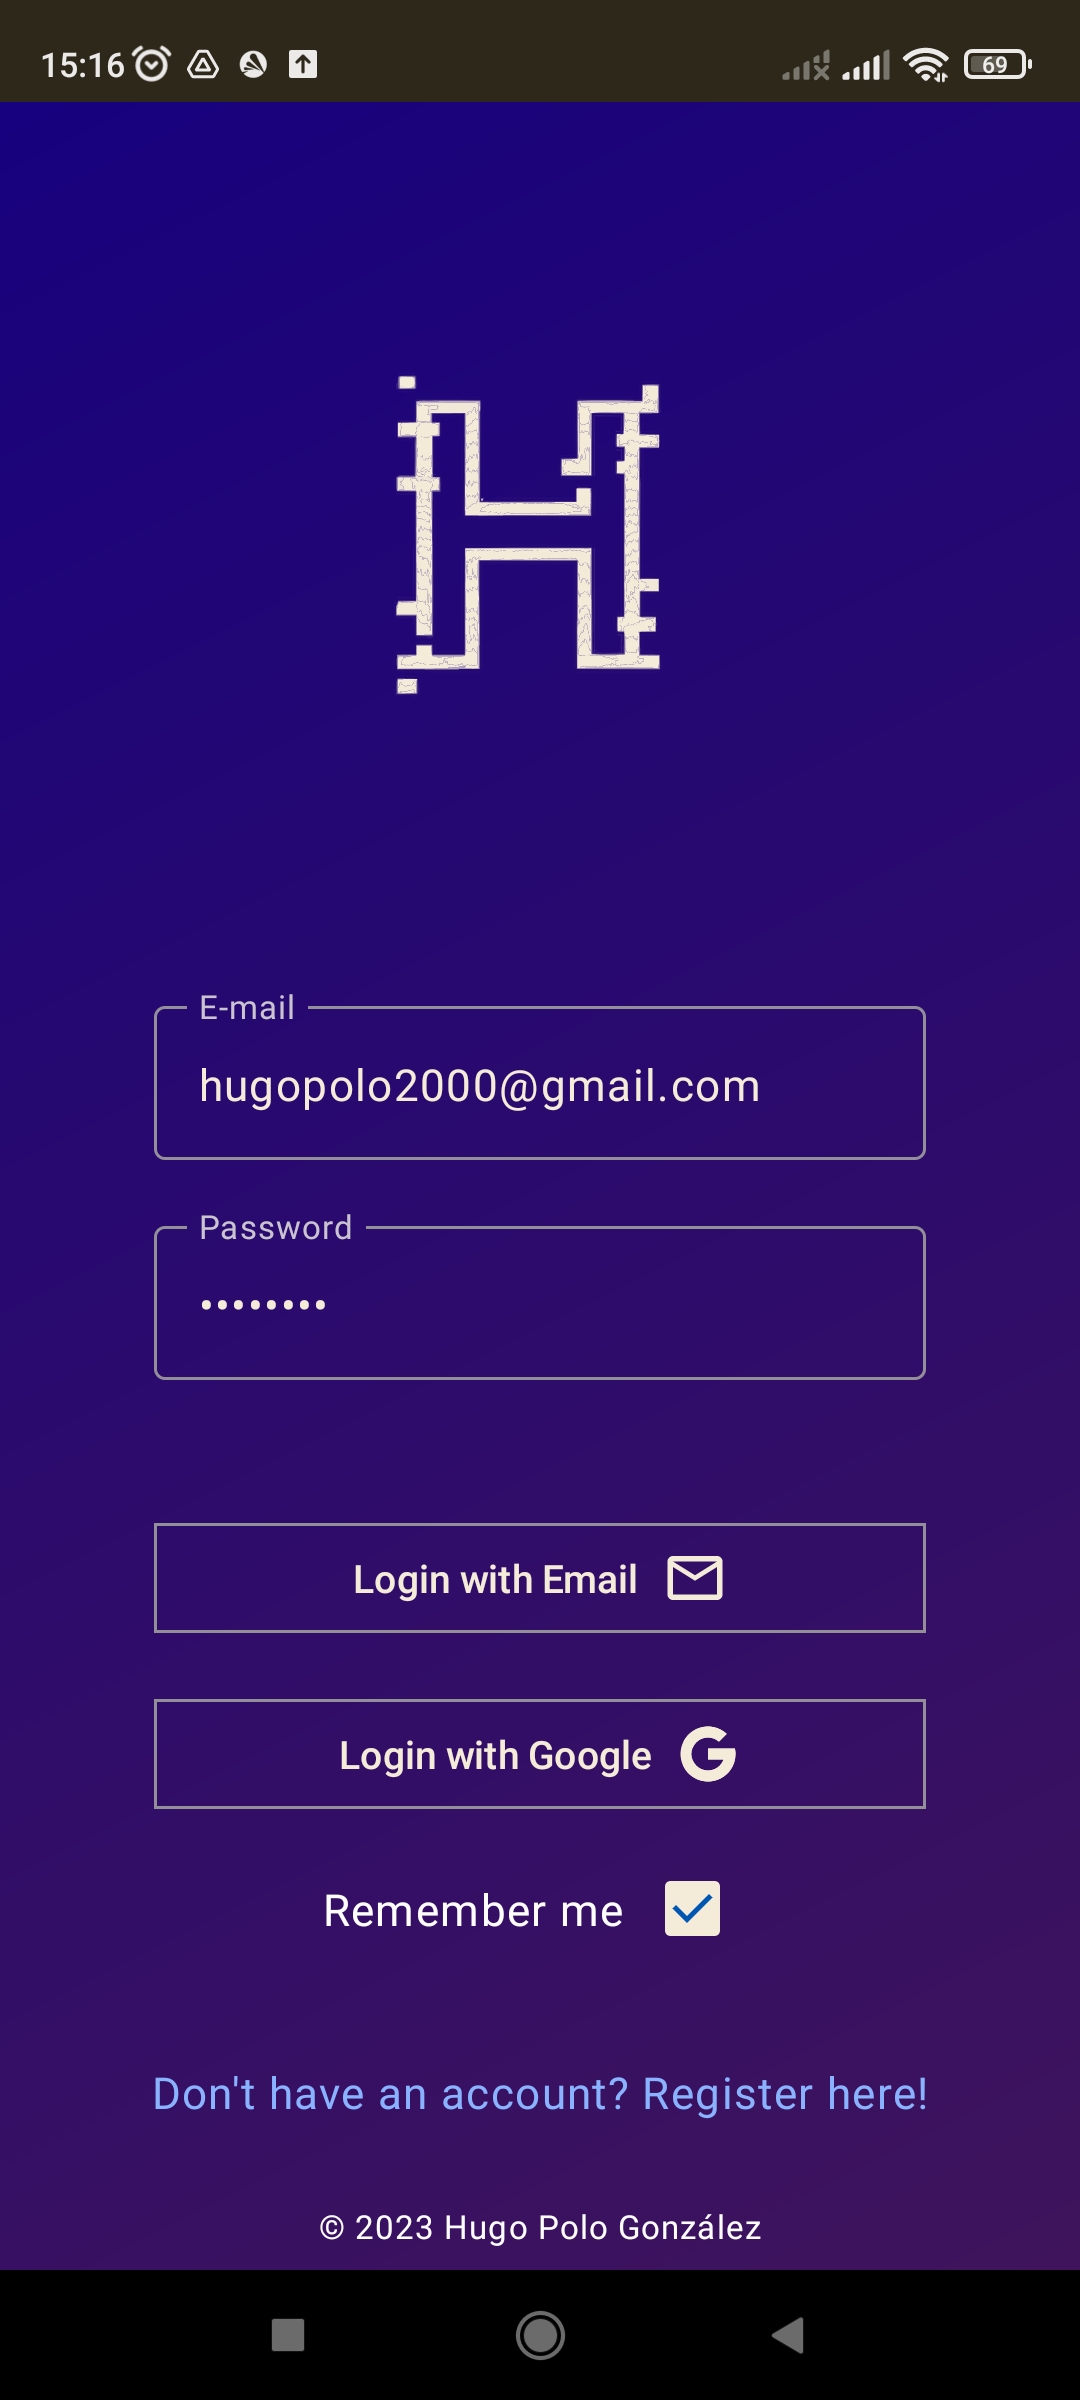 15:16
69
H
E-mail
hugopolo2000@gmail.com
Password
••••••••
Login with Email
Login with Google G
Remember me
Don't have an account? Register here!
© 2023 Hugo Polo González